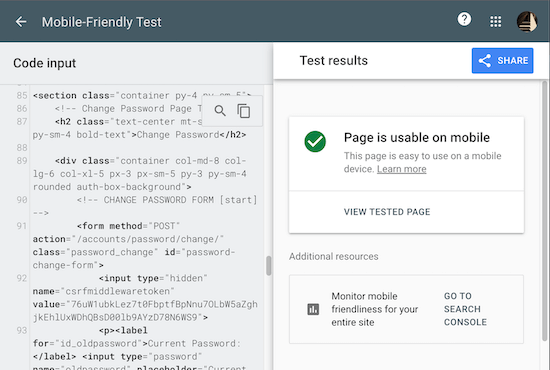 Mobile-Friendly Test
Code input
85 <section class="container py-4 py-sm-5">
86 <!-- Change Password Page T
87 <h2 class="text-center mt-s
py-sm-4 bold-text">Change Password</h2>
88
89 <div class="container col-md-8 col-
lg-6 col-xl-5 px-3 px-sm-5 py-3 py-sm-4
rounded auth-box-background">
90 <!-- CHANGE PASSWORD FORM [start]
-->
91 <form method="POST"
action="/accounts/password/change/"
class="password_change" id="password-
change-form">
92 <input type="hidden"
name="csrfmiddlewaretoken"
value="76uW1ubkLez7t0FbptfBpNnu7OLbW5aZgh
jkEhlUxWDhQBsD00lb9AYzD78N6WS9">
93 <p><label
for="id_oldpassword">Current Password:
</label> <input type="password"
name="oldpassword" placeholder="Current
Test results
SHARE
Page is usable on mobile
This page is easy to use on a mobile
device. Learn more
VIEW TESTED PAGE
Additional resources
Monitor mobile
friendliness for your
entire site
GO TO
SEARCH
CONSOLE